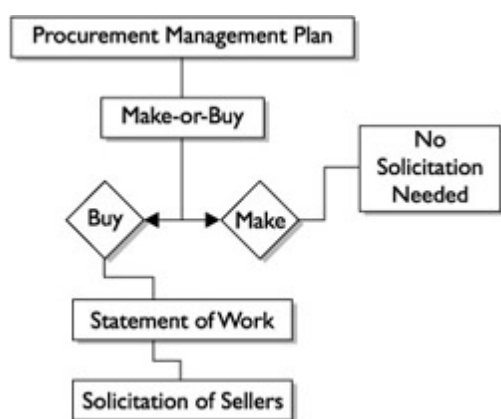 Procurement Management Plan
Make-or-Buy
No
Solicitation
Needed
Buy
Make
Statement of Work
Solicitation of Sellers